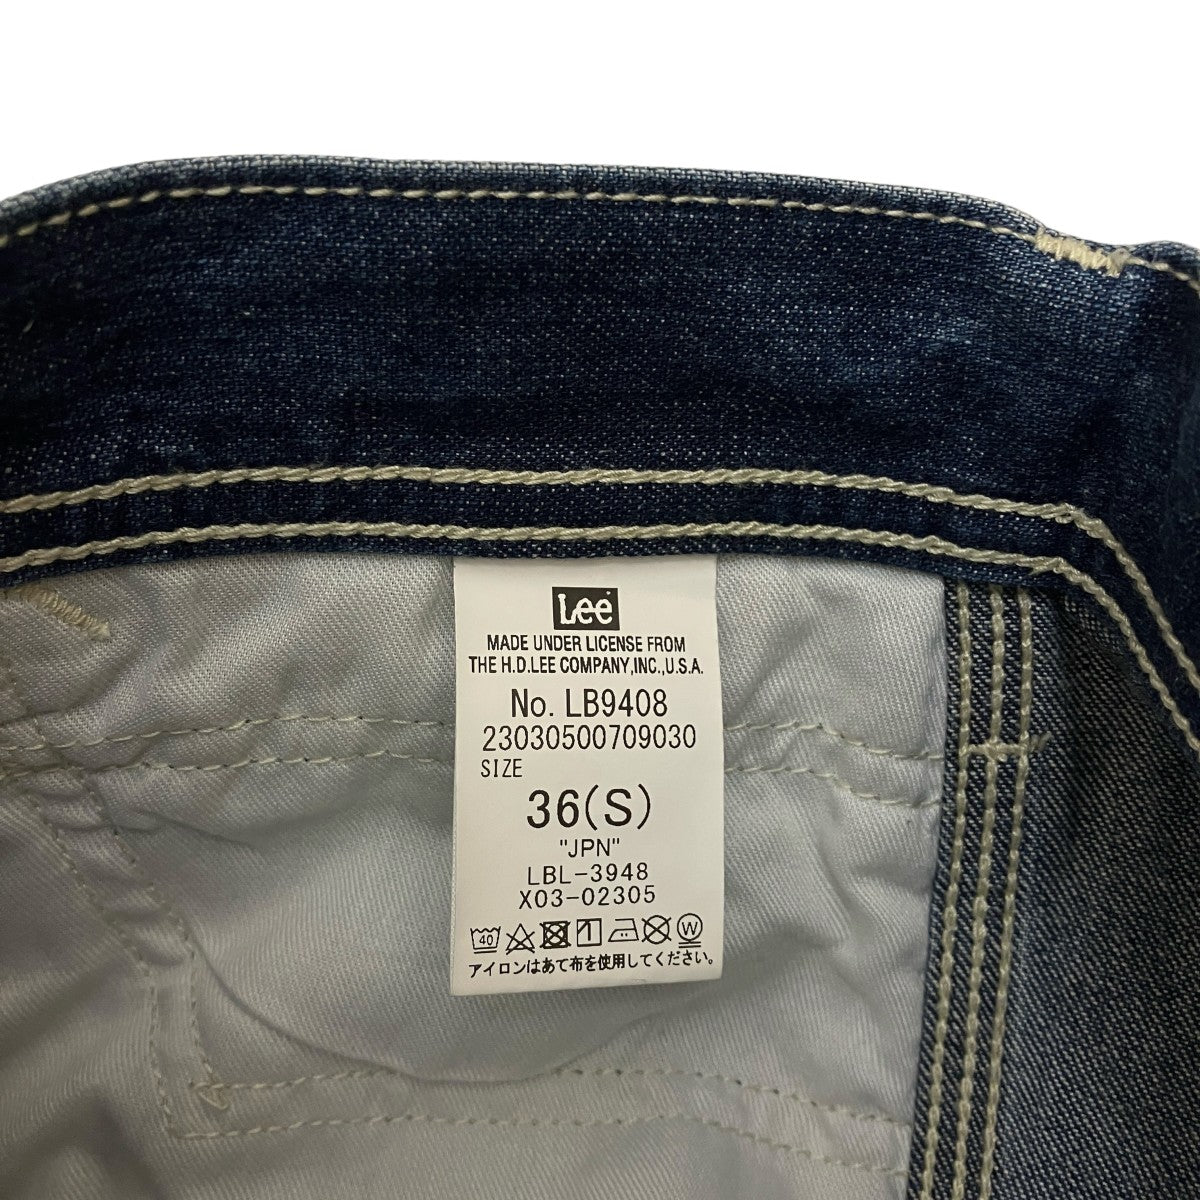 Lee
MADE UNDER LICENSE FROM
THE H.D.LEE COMPANY,INC.,U.S.A.
No. LB9408
23030500709030
SIZE
36(S)
"JPN"
LBL-3948
X03-02305
40 W
アイロンはあて布を使用してください。